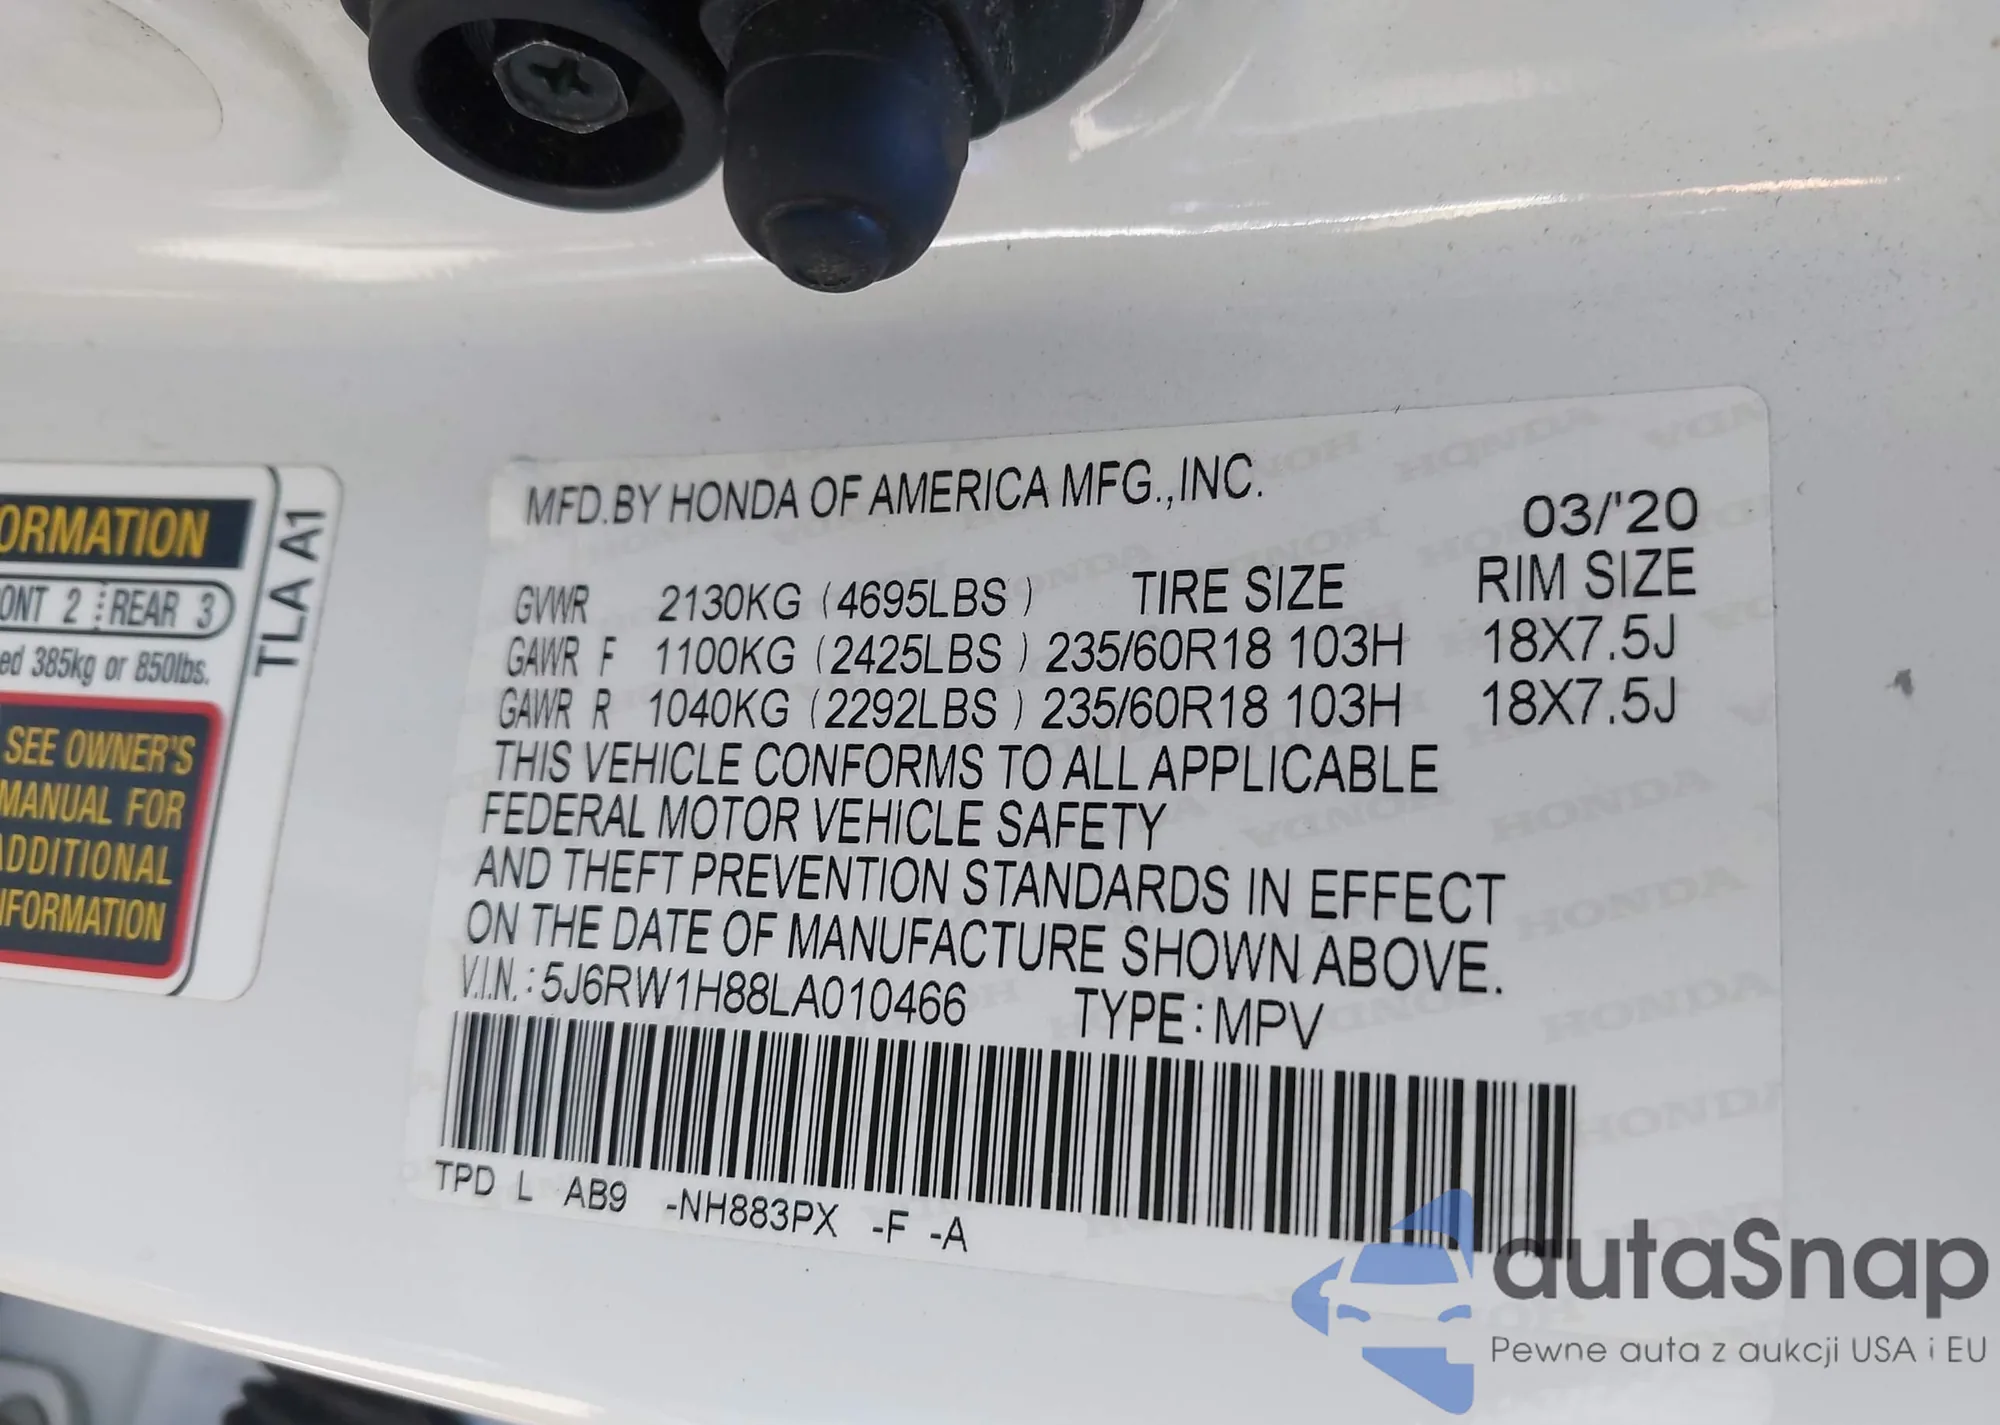 MFD.BY HONDA OF AMERICA MFG.,INC.
03/'20
GVWR 2130KG (4695LBS) TIRE SIZE RIM SIZE
GAWR F 1100KG (2425LBS) 235/60R18 103H 18X7.5J
GAWR R 1040KG (2292LBS) 235/60R18 103H 18X7.5J
THIS VEHICLE CONFORMS TO ALL APPLICABLE
FEDERAL MOTOR VEHICLE SAFETY
AND THEFT PREVENTION STANDARDS IN EFFECT
ON THE DATE OF MANUFACTURE SHOWN ABOVE.
V.I.N.:5J6RW1H88LA010466 TYPE:MPV
TPD L AB9 -NH883PX -F -A
ORMATION
ONT 2 REAR 3
ed 385kg or 850lbs.
SEE OWNER'S
MANUAL FOR
ADDITIONAL
NFORMATION
TLA A1
autaSnap
Pewne auta z aukcji USA i EU